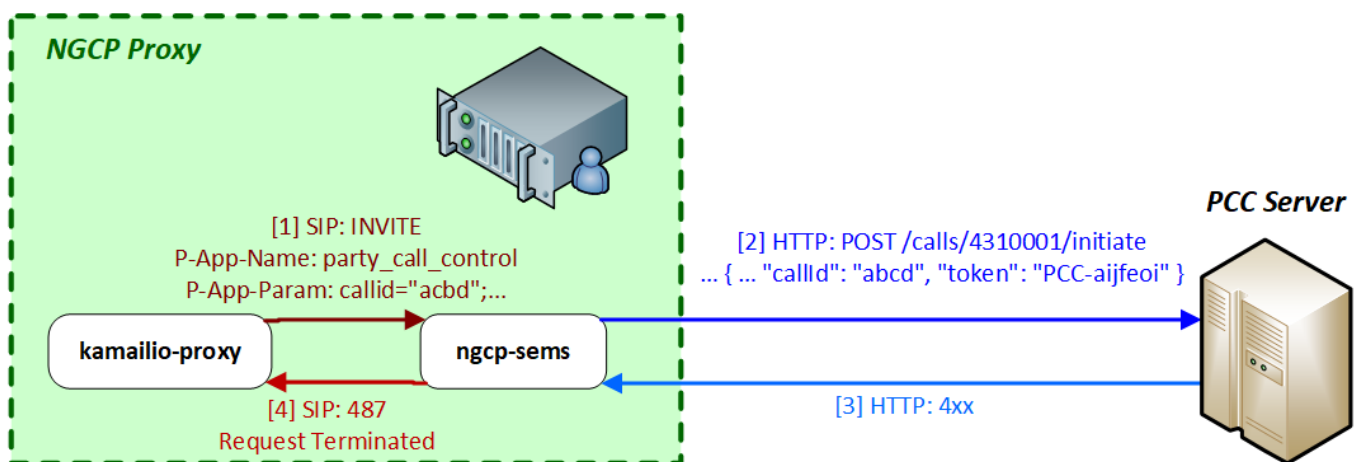 NGCP Proxy
[1] SIP: INVITE
P-App-Name: party_call_control
P-App-Param: callid="acbd";...
kamailio-proxy
ngcp-sems
[4] SIP: 487
Request Terminated
PCC Server
[2] HTTP: POST /calls/4310001/initiate
... { ... "callId": "abcd", "token": "PCC-aijfeoi" }
[3] HTTP: 4xx